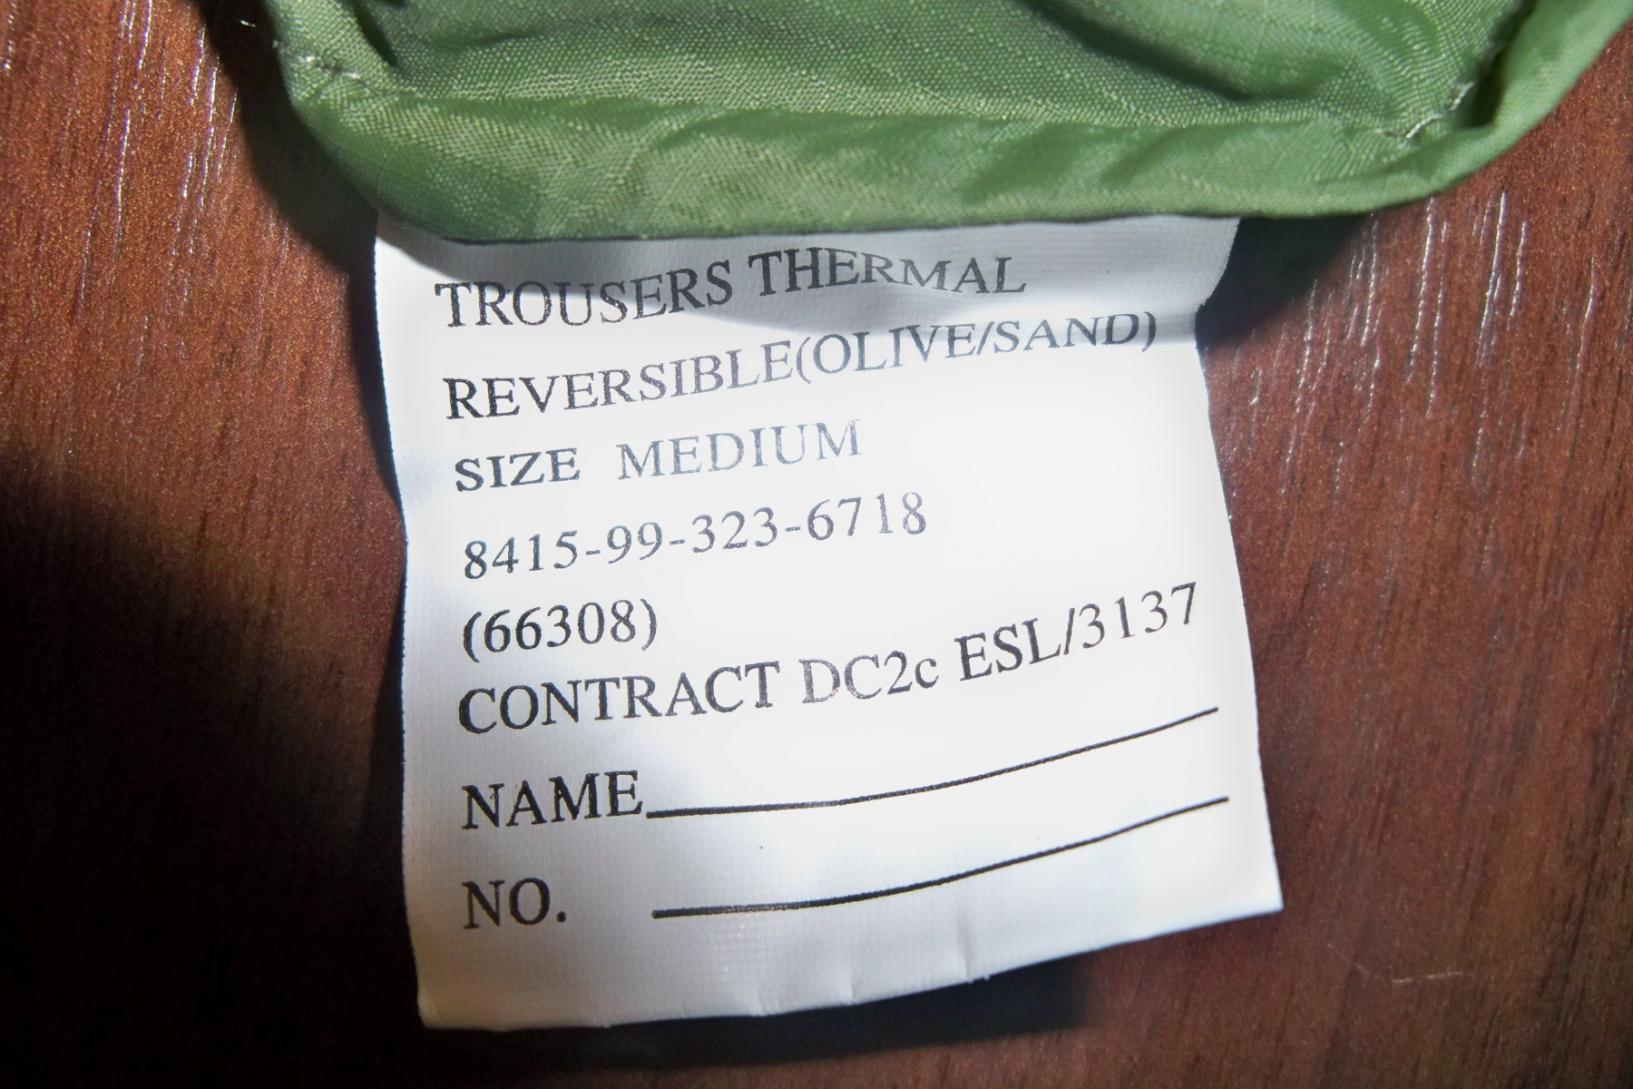 TROUSERS THERMAL
REVERSIBLE(OLIVE/SAND)
SIZE MEDIUM
8415-99-323-6718
(66308)
CONTRACT DC2c ESL/3137
NAME
NO.